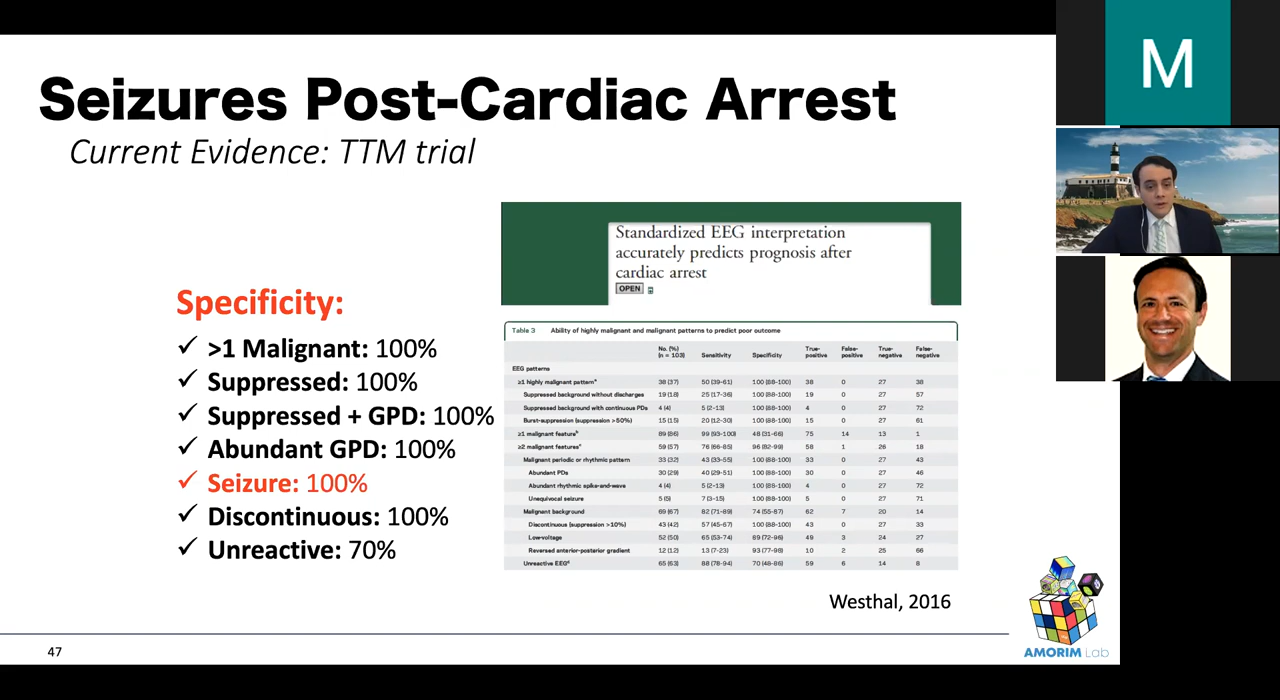 Seizures Post-Cardiac Arrest
Current Evidence: TTM trial
Specificity:
✓ >1 Malignant: 100%
✓ Suppressed: 100%
✓ Suppressed + GPD: 100%
✓ Abundant GPD: 100%
✓ Seizure: 100%
✓ Discontinuous: 100%
✓ Unreactive: 70%
Standardized EEG interpretation
accurately predicts prognosis after
cardiac arrest
OPEN
Table 3 Ability of highly malignant and malignant patterns to predict poor outcome
No. (%) (n = 103) Sensitivity Specificity True-positive False-positive True-negative False-negative
EEG patterns
≥1 highly malignant patternᵃ 38 (37) 50 (39–61) 100 (88–100) 38 0 27 38
Suppressed background without discharges 19 (18) 25 (17–36) 100 (88–100) 19 0 27 57
Suppressed background with continuous PDs 4 (4) 5 (2–13) 100 (88–100) 4 0 27 72
Burst-suppression (suppression >50%) 15 (15) 20 (12–30) 100 (88–100) 15 0 27 61
≥1 malignant featureᵇ 89 (86) 99 (93–100) 48 (31–66) 75 14 13 1
≥2 malignant featuresᶜ 59 (57) 76 (66–85) 96 (82–99) 58 1 26 18
Malignant periodic or rhythmic pattern 33 (32) 43 (33–55) 100 (88–100) 33 0 27 43
Abundant PDs 30 (29) 40 (29–51) 100 (88–100) 30 0 27 46
Abundant rhythmic spike-and-wave 4 (4) 5 (2–13) 100 (88–100) 4 0 27 72
Unequivocal seizure 5 (5) 7 (3–15) 100 (88–100) 5 0 27 71
Malignant background 69 (67) 82 (71–89) 74 (55–87) 62 7 20 14
Discontinuous (suppression >10%) 43 (42) 57 (45–67) 100 (88–100) 43 0 27 33
Low-voltage 52 (50) 65 (53–74) 89 (72–96) 49 3 24 27
Reversed anterior-posterior gradient 12 (12) 13 (7–23) 93 (77–98) 10 2 25 66
Unreactive EEGᵈ 65 (63) 88 (78–94) 70 (48–86) 59 6 14 8
Westhal, 2016
47
AMORIM Lab
M